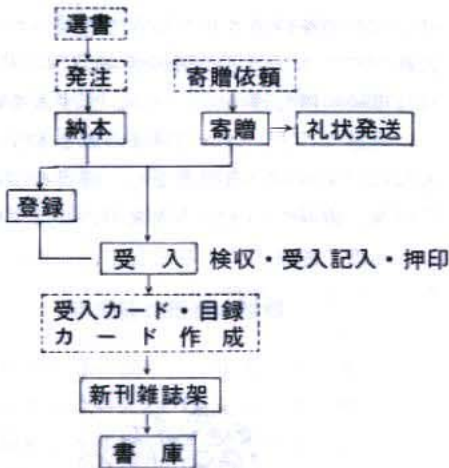 選書
発注
寄贈依頼
納本
寄贈
礼状発送
登録
受入 検収・受入記入・押印
受入カード・目録
カード作成
新刊雑誌架
書庫